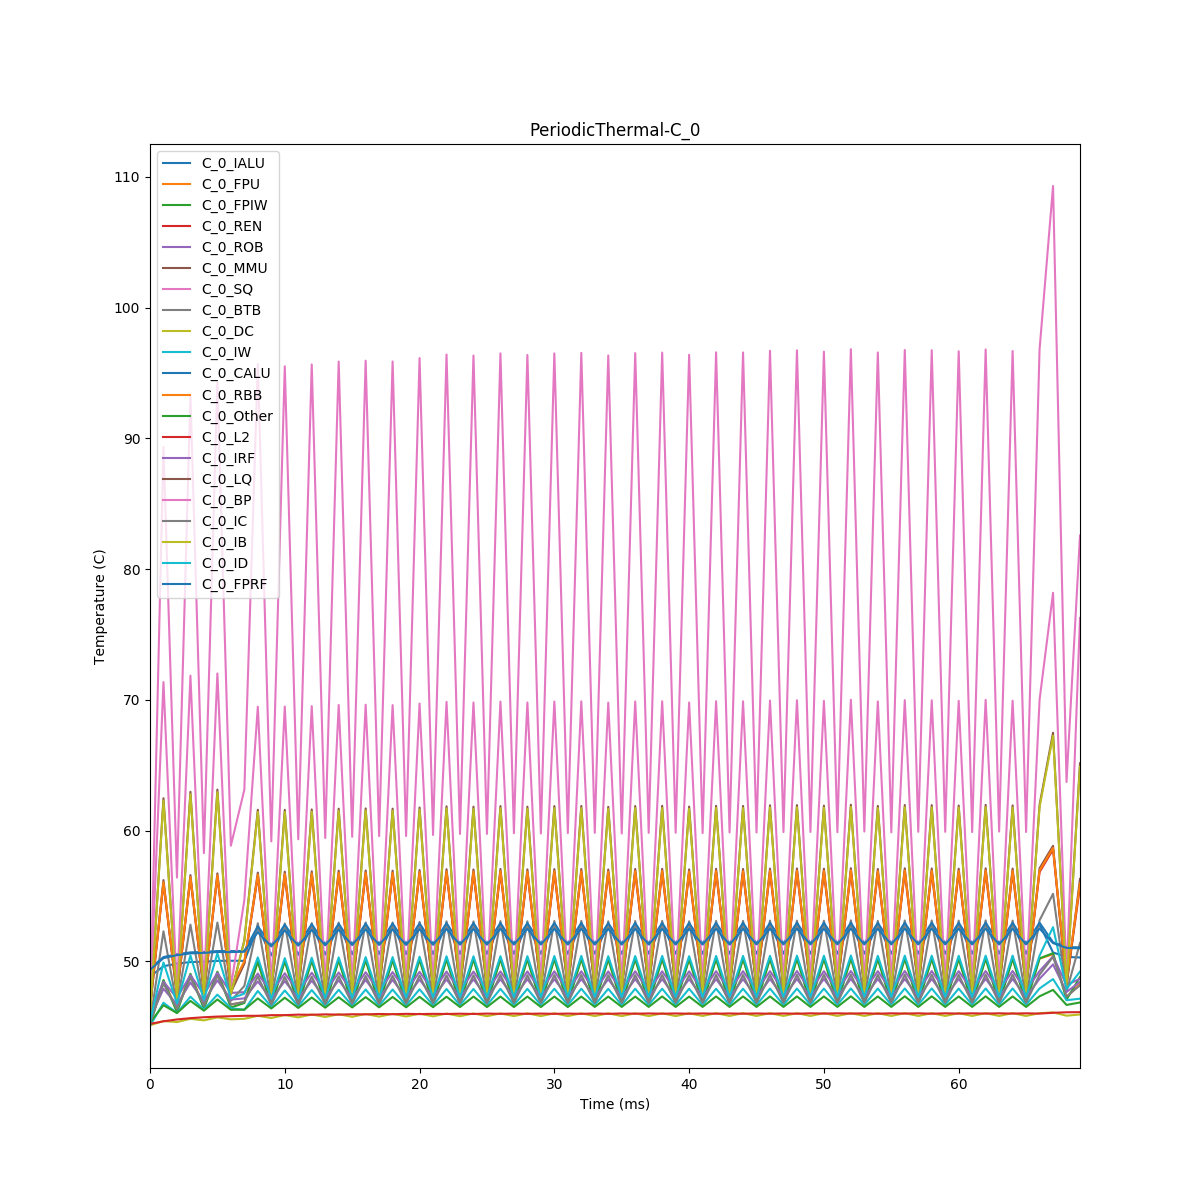 PeriodicThermal-C_0
110
100
90
80
70
60
50
Temperature (C)
C_0_IALU
C_0_FPU
C_0_FPIW
C_0_REN
C_0_ROB
C_0_MMU
C_0_SQ
C_0_BTB
C_0_DC
C_0_IW
C_0_CALU
C_0_RBB
C_0_Other
C_0_L2
C_0_IRF
C_0_LQ
C_0_BP
C_0_IC
C_0_IB
C_0_ID
C_0_FPRF
0 10 20 30 40 50 60
Time (ms)